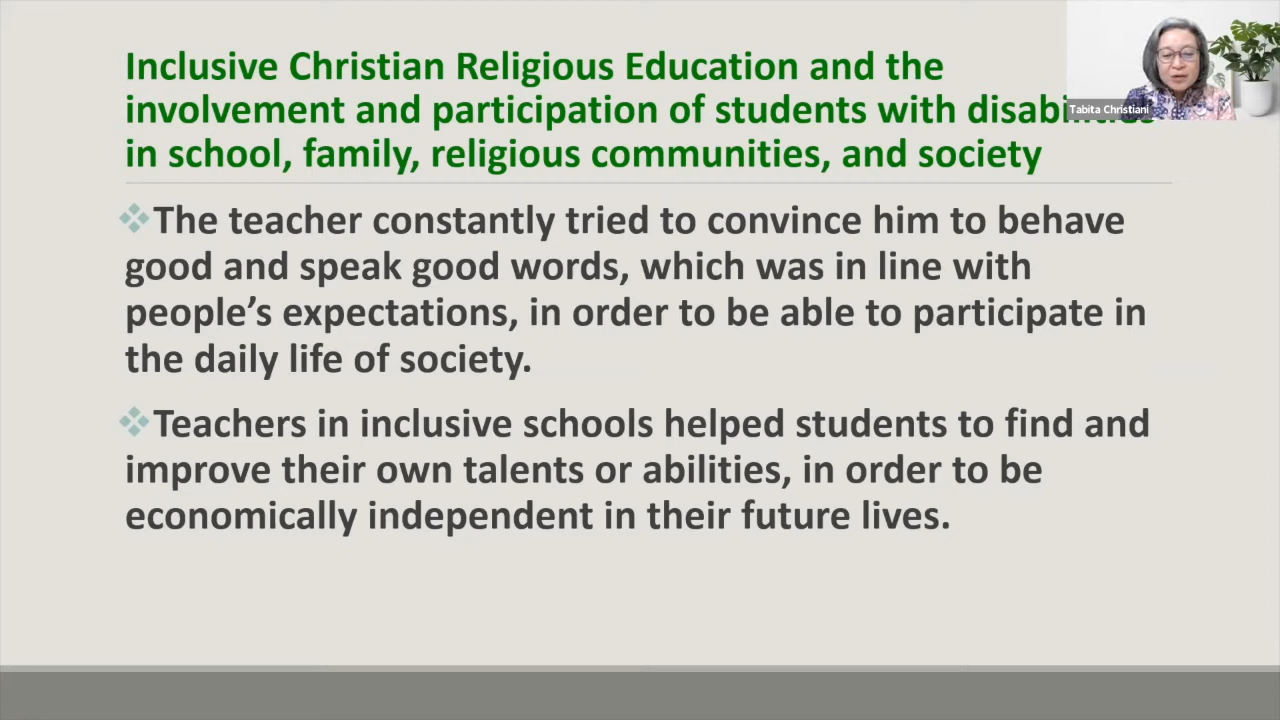 Inclusive Christian Religious Education and the
involvement and participation of students with disabilities
in school, family, religious communities, and society
Tabita Christiani
The teacher constantly tried to convince him to behave
good and speak good words, which was in line with
people's expectations, in order to be able to participate in
the daily life of society.
Teachers in inclusive schools helped students to find and
improve their own talents or abilities, in order to be
economically independent in their future lives.